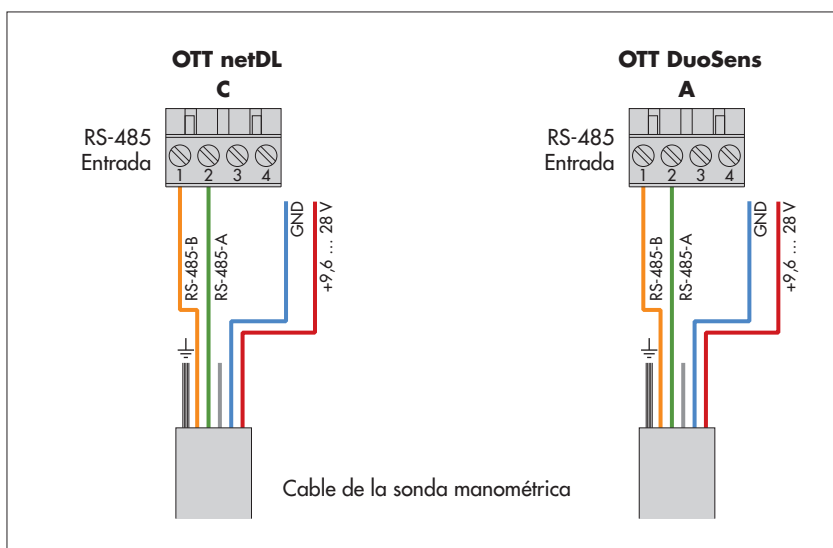 OTT netDL
C
RS-485
Entrada
1 2 3 4
RS-485-B
RS-485-A
GND
+9,6 ... 28 V
OTT DuoSens
A
RS-485
Entrada
1 2 3 4
RS-485-B
RS-485-A
GND
+9,6 ... 28 V
Cable de la sonda manométrica